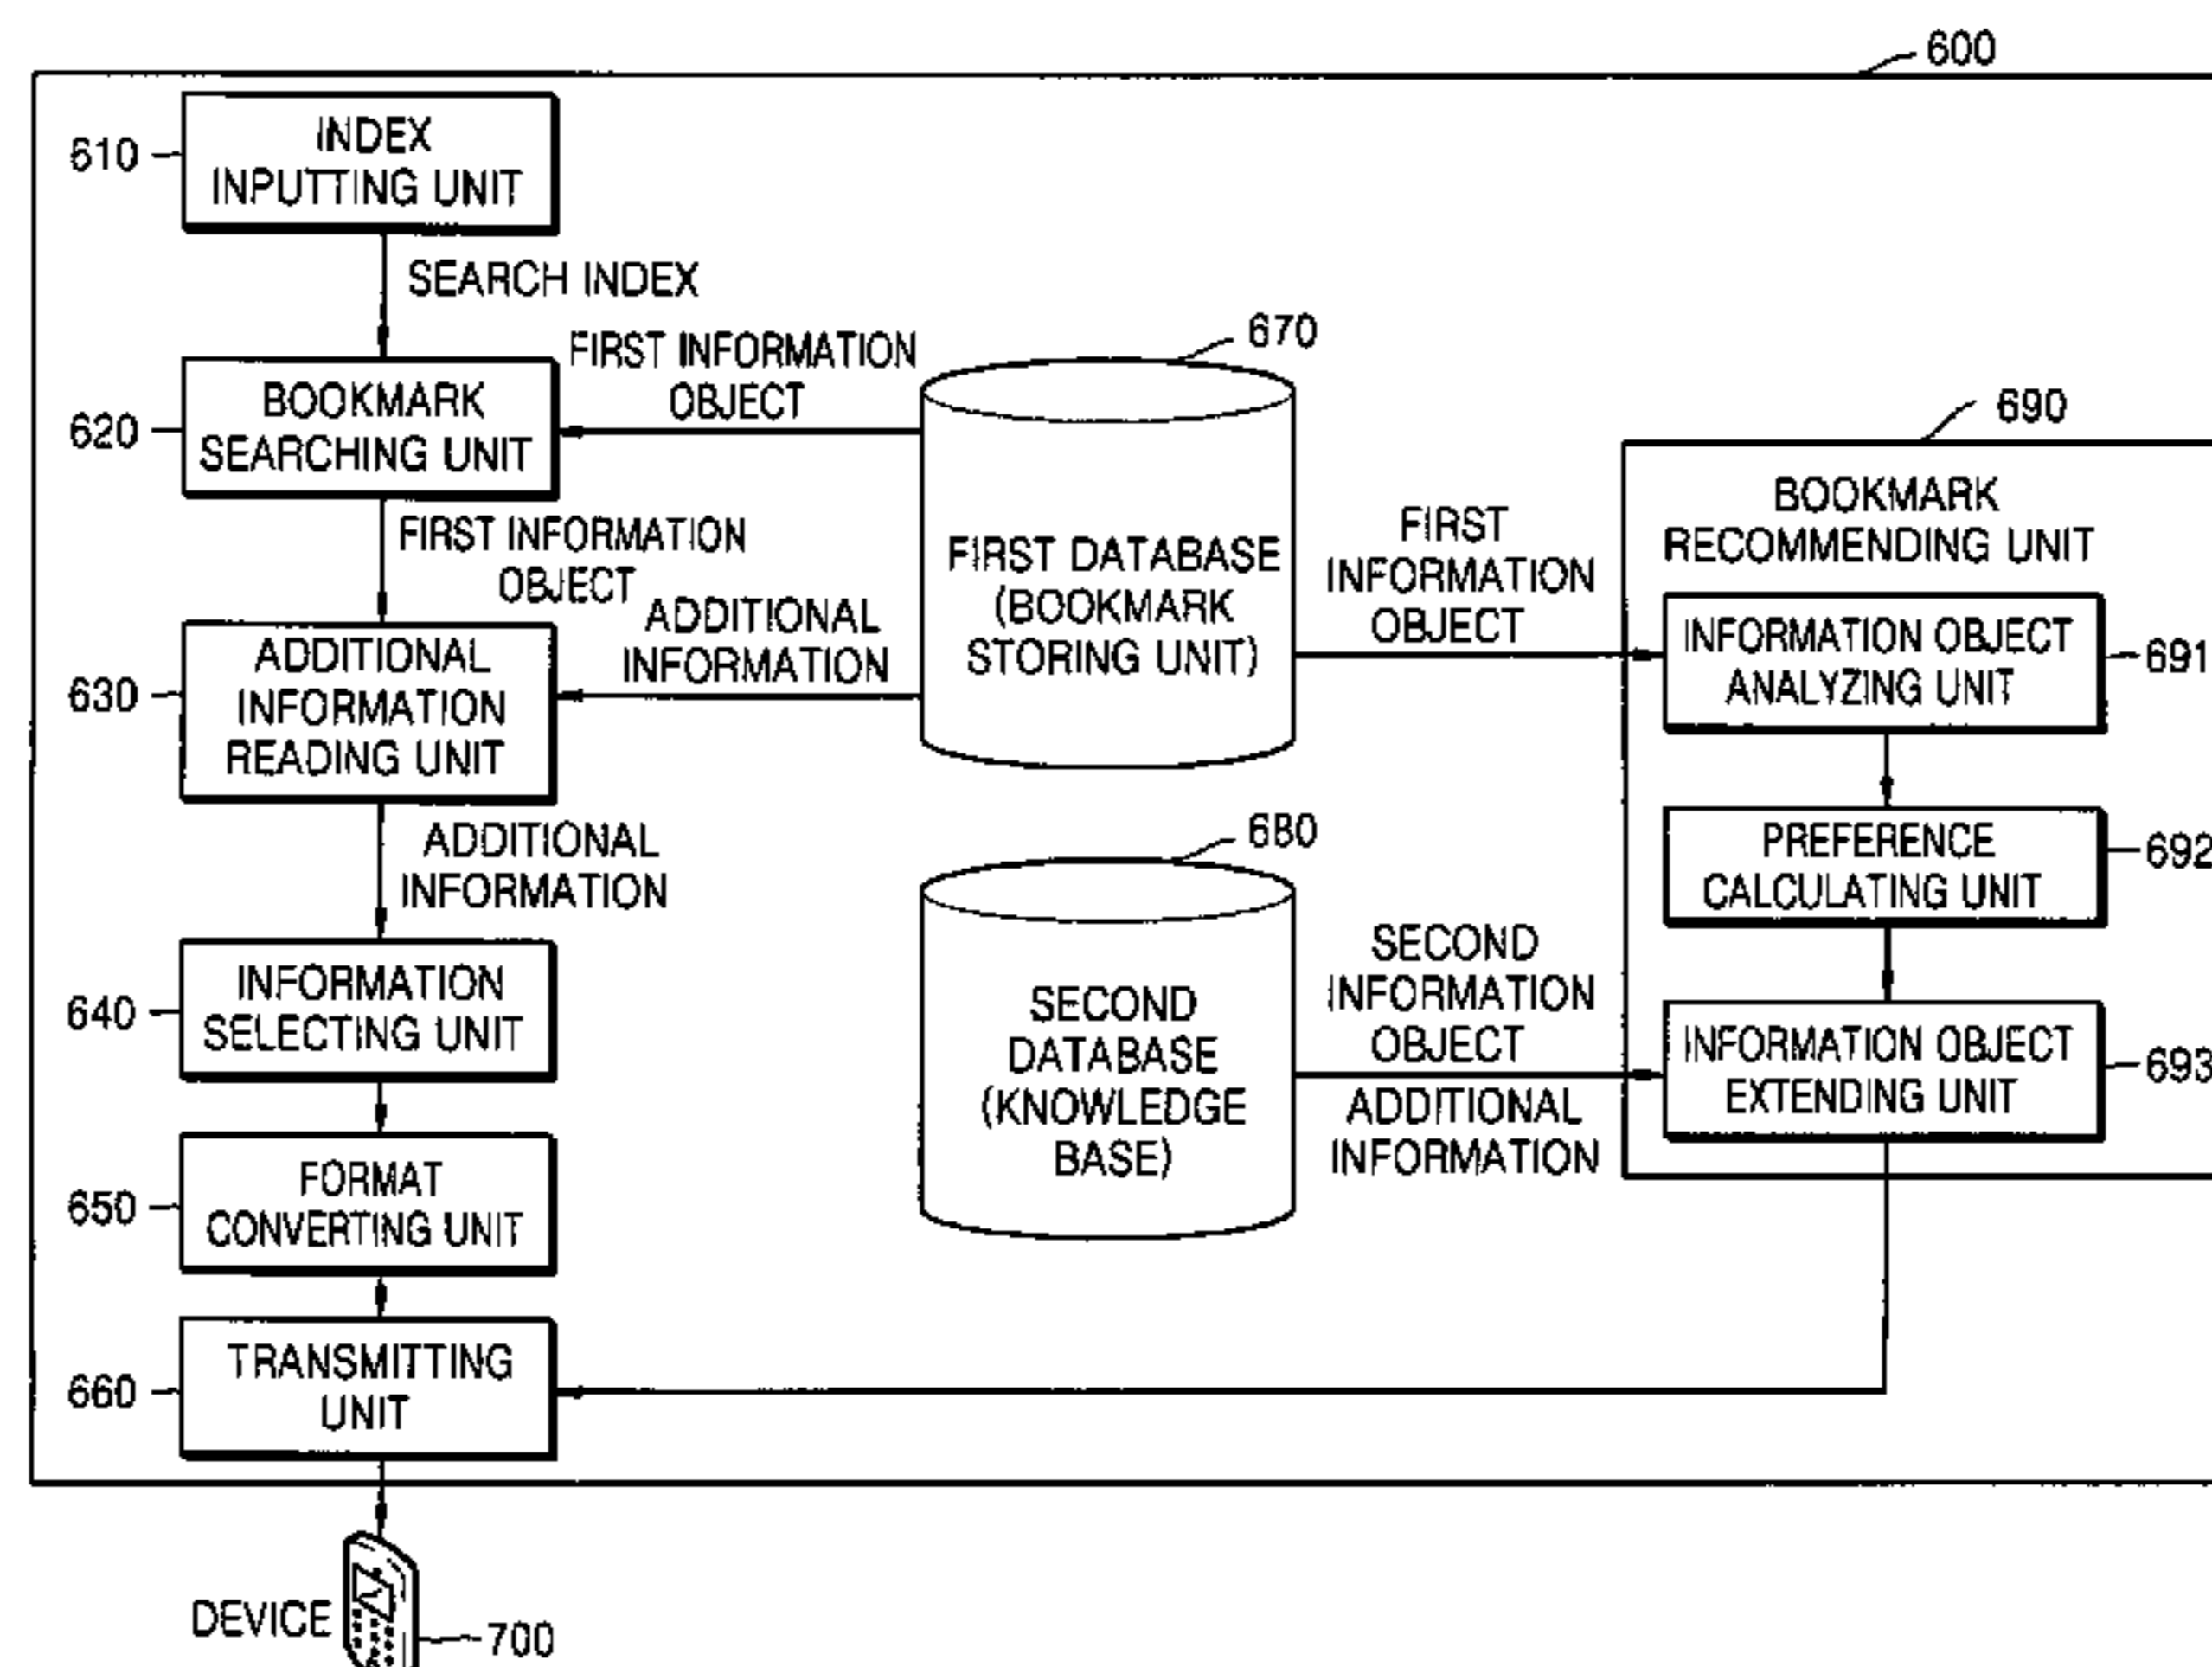 600
610
INDEX
INPUTTING UNIT
SEARCH INDEX
620
BOOKMARK
SEARCHING UNIT
FIRST INFORMATION
OBJECT
670
FIRST DATABASE
(BOOKMARK
STORING UNIT)
FIRST INFORMATION
OBJECT
ADDITIONAL
INFORMATION
630
ADDITIONAL
INFORMATION
READING UNIT
ADDITIONAL
INFORMATION
FIRST
INFORMATION
OBJECT
690
BOOKMARK
RECOMMENDING UNIT
INFORMATION OBJECT
ANALYZING UNIT
691
PREFERENCE
CALCULATING UNIT
692
INFORMATION OBJECT
EXTENDING UNIT
693
680
SECOND
DATABASE
(KNOWLEDGE
BASE)
SECOND
INFORMATION
OBJECT
ADDITIONAL
INFORMATION
640
INFORMATION
SELECTING UNIT
650
FORMAT
CONVERTING UNIT
660
TRANSMITTING
UNIT
DEVICE
700